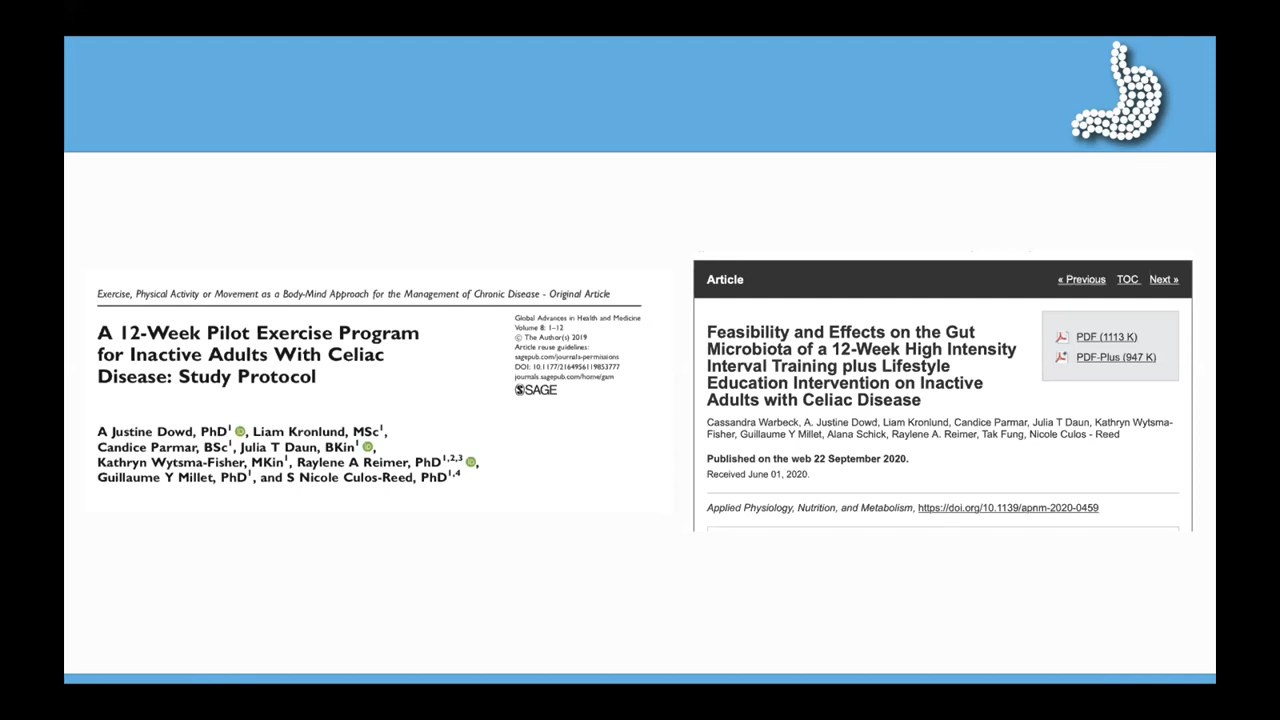 Exercise, Physical Activity or Movement as a Body-Mind Approach for the Management of Chronic Disease - Original Article
A 12-Week Pilot Exercise Program
for Inactive Adults With Celiac
Disease: Study Protocol
Global Advances in Health and Medicine
Volume 8: 1–12
© The Author(s) 2019
Article reuse guidelines:
sagepub.com/journals-permissions
DOI: 10.1177/2164956119853777
journals.sagepub.com/home/gam
SAGE
A Justine Dowd, PhD1 iD, Liam Kronlund, MSc1,
Candice Parmar, BSc1, Julia T Daun, BKin1 iD,
Kathryn Wytsma-Fisher, MKin1, Raylene A Reimer, PhD1,2,3 iD,
Guillaume Y Millet, PhD1, and S Nicole Culos-Reed, PhD1,4
Article
« Previous TOC Next »
Feasibility and Effects on the Gut
Microbiota of a 12-Week High Intensity
Interval Training plus Lifestyle
Education Intervention on Inactive
Adults with Celiac Disease
PDF (1113 K)
PDF-Plus (947 K)
Cassandra Warbeck, A. Justine Dowd, Liam Kronlund, Candice Parmar, Julia T Daun, Kathryn Wytsma-
Fisher, Guillaume Y Millet, Alana Schick, Raylene A. Reimer, Tak Fung, Nicole Culos - Reed
Published on the web 22 September 2020.
Received June 01, 2020.
Applied Physiology, Nutrition, and Metabolism, https://doi.org/10.1139/apnm-2020-0459